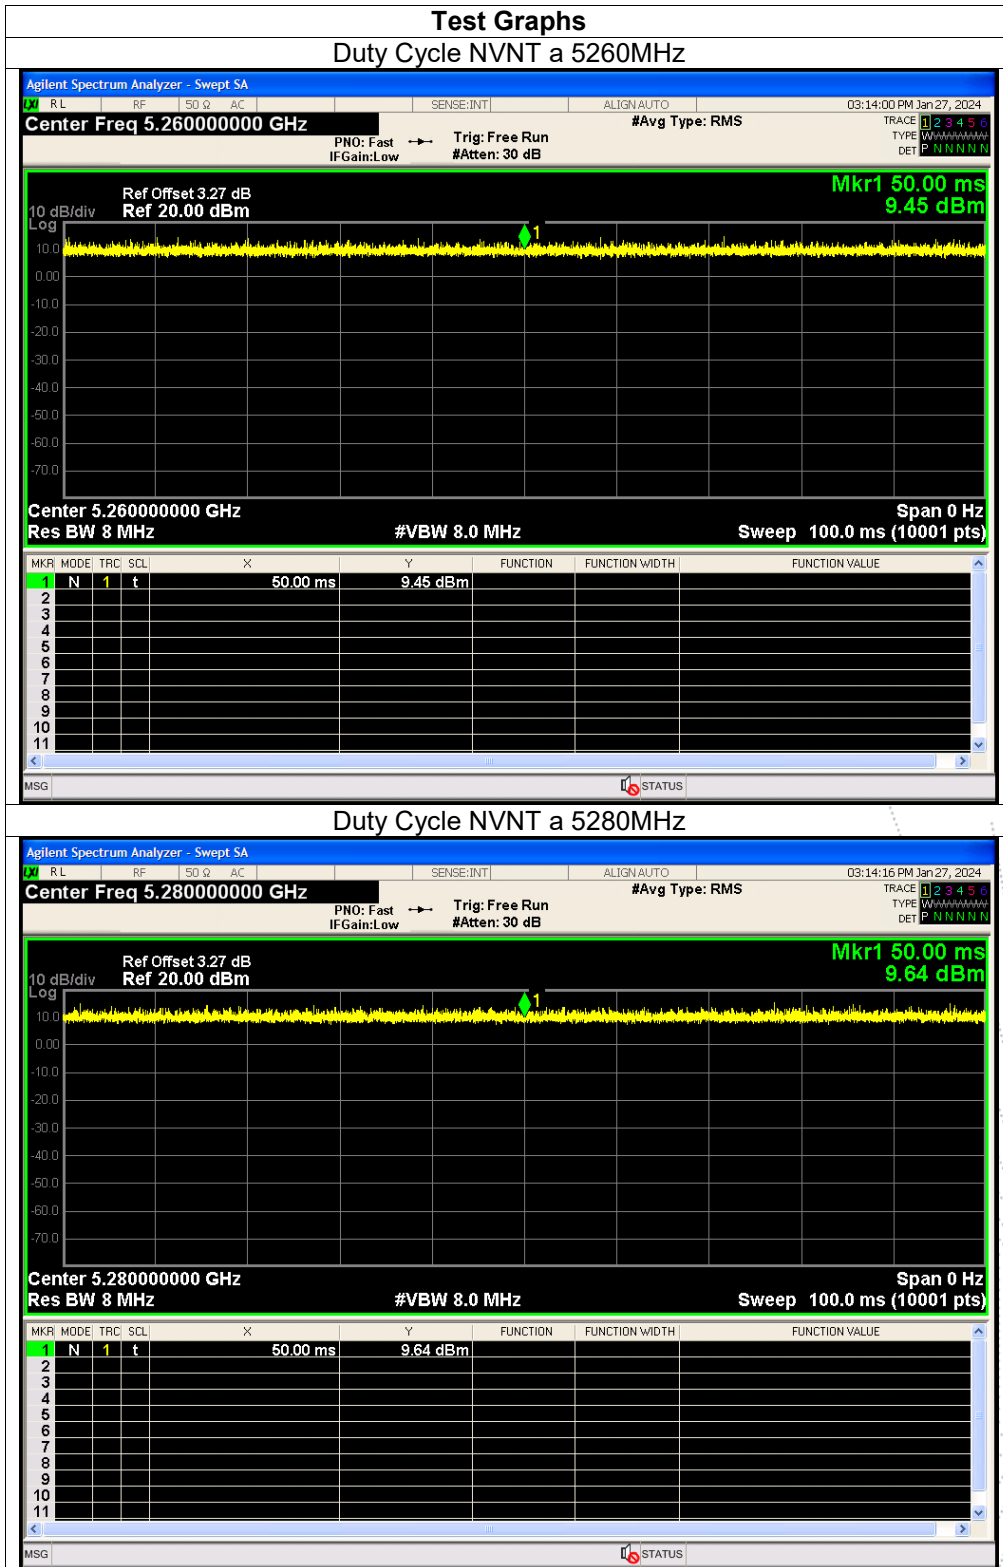 Test Graphs
Duty Cycle NVNT a 5260MHz
Agilent Spectrum Analyzer - Swept SA
LXI RL RF 50 Ω AC SENSE:INT ALIGNAUTO 03:14:00 PM Jan 27, 2024
Center Freq 5.260000000 GHz #Avg Type: RMS TRACE 1 2 3 4 5 6
PNO: Fast Trig: Free Run TYPE WWWWWW
IFGain:Low #Atten: 30 dB DET P N N N N N
Mkr1 50.00 ms
Ref Offset 3.27 dB
10 dB/div Ref 20.00 dBm 9.45 dBm
Log
1
10.0
0.00
-10.0
-20.0
-30.0
-40.0
-50.0
-60.0
-70.0
Center 5.260000000 GHz Span 0 Hz
Res BW 8 MHz #VBW 8.0 MHz Sweep 100.0 ms (10001 pts)
MKR MODE TRC SCL X Y FUNCTION FUNCTION WIDTH FUNCTION VALUE
1 N 1 t 50.00 ms 9.45 dBm
2
3
4
5
6
7
8
9
10
11
MSG STATUS
Duty Cycle NVNT a 5280MHz
Agilent Spectrum Analyzer - Swept SA
LXI RL RF 50 Ω AC SENSE:INT ALIGNAUTO 03:14:16 PM Jan 27, 2024
Center Freq 5.280000000 GHz #Avg Type: RMS TRACE 1 2 3 4 5 6
PNO: Fast Trig: Free Run TYPE WWWWWW
IFGain:Low #Atten: 30 dB DET P N N N N N
Mkr1 50.00 ms
Ref Offset 3.27 dB
10 dB/div Ref 20.00 dBm 9.64 dBm
Log
1
10.0
0.00
-10.0
-20.0
-30.0
-40.0
-50.0
-60.0
-70.0
Center 5.280000000 GHz Span 0 Hz
Res BW 8 MHz #VBW 8.0 MHz Sweep 100.0 ms (10001 pts)
MKR MODE TRC SCL X Y FUNCTION FUNCTION WIDTH FUNCTION VALUE
1 N 1 t 50.00 ms 9.64 dBm
2
3
4
5
6
7
8
9
10
11
MSG STATUS